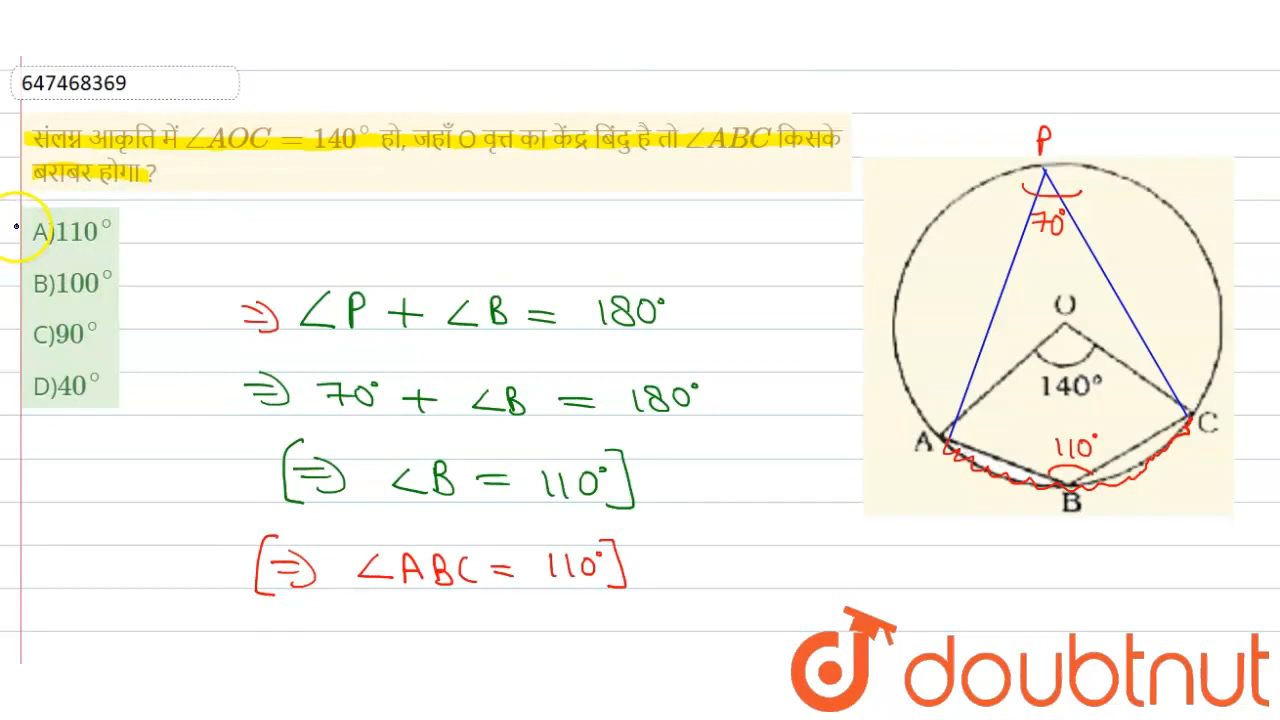 647468369
संलग्न आकृति में ∠AOC = 140° हो, जहाँ O वृत्त का केंद्र बिंदु है तो ∠ABC किसके
बराबर होगा ?
A)110°
B)100°
C)90°
D)40°
⇒ ∠P + ∠B = 180°
⇒ 70° + ∠B = 180°
[⇒ ∠B = 110°]
[⇒ ∠ABC = 110°]
P
70°
O
140°
A
C
110°
B
doubtnut